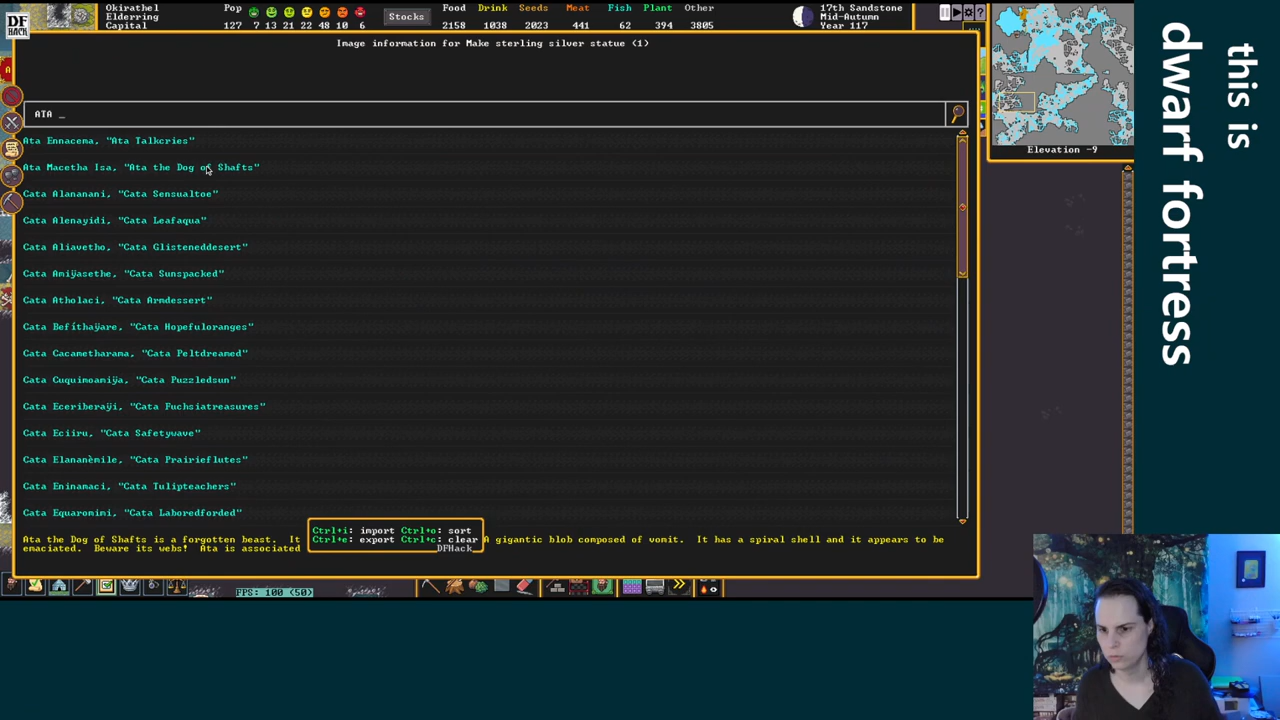 DF
HACK
Okirathel
Elderring
Capital
Pop
127 7 13 21 22 48 10 6
Stocks
Food Drink Seeds Meat Fish Plant Other
2158 1038 2023 441 62 394 3805
17th Sandstone
Mid-Autumn
Year 117
Elevation -9
Image information for Make sterling silver statue (1)
ATA _
Ata Ennacema, "Ata Talkcries"
Ata Macetha Isa, "Ata the Dog of Shafts"
Cata Alananani, "Cata Sensualtoe"
Cata Alenayidi, "Cata Leafaqua"
Cata Aliavetho, "Cata Glisteneddesert"
Cata Amiÿasethe, "Cata Sunspacked"
Cata Atholaci, "Cata Armdessert"
Cata Befíthaÿare, "Cata Hopefuloranges"
Cata Cacametharama, "Cata Peltdreamed"
Cata Cuquimoamiÿa, "Cata Puzzledsun"
Cata Eceriberaÿi, "Cata Fuchsiatreasures"
Cata Eciiru, "Cata Safetywave"
Cata Elananèmile, "Cata Prairieflutes"
Cata Eninamaci, "Cata Tulipteachers"
Cata Equaromimi, "Cata Laboredforded"
Ata the Dog of Shafts is a forgotten beast. It A gigantic blob composed of vomit. It has a spiral shell and it appears to be
emaciated. Beware its webs! Ata is associated
Ctrl+i: import Ctrl+o: sort
Ctrl+e: export Ctrl+c: clear
DFHack
FPS: 100 (50)
this is
dwarf fortress